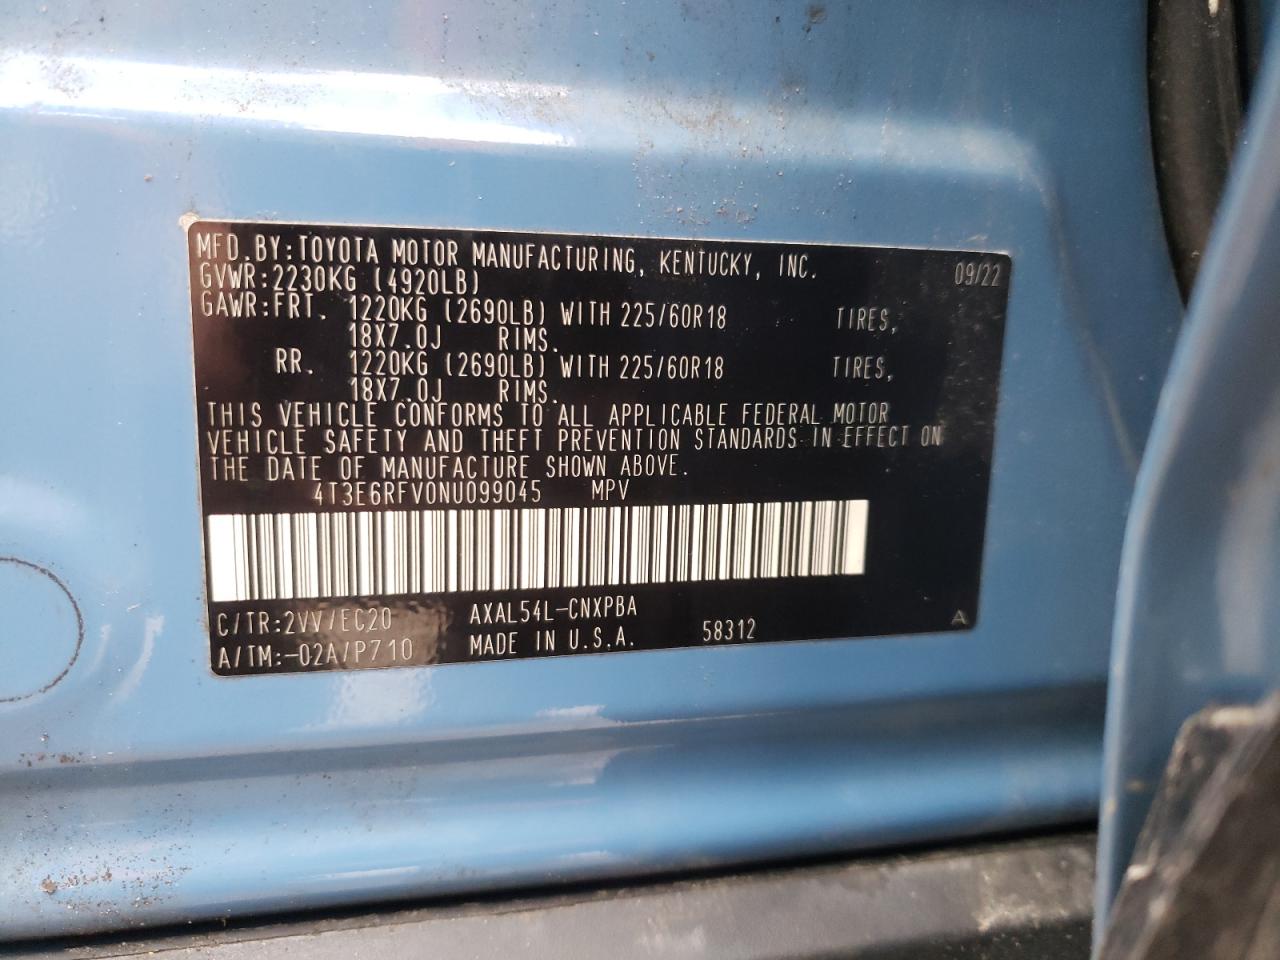 MFD.BY:TOYOTA MOTOR MANUFACTURING, KENTUCKY, INC. 09/22
GVWR:2230KG (4920LB)
GAWR:FRT. 1220KG (2690LB) WITH 225/60R18 TIRES,
18X7.0J RIMS.
RR. 1220KG (2690LB) WITH 225/60R18 TIRES,
18X7.0J RIMS.
THIS VEHICLE CONFORMS TO ALL APPLICABLE FEDERAL MOTOR
VEHICLE SAFETY AND THEFT PREVENTION STANDARDS IN EFFECT ON
THE DATE OF MANUFACTURE SHOWN ABOVE.
4T3E6RFV0NU099045 MPV
C/TR:2VV/EC20 AXAL54L-CNXPBA
A/TM:-02A/P710 MADE IN U.S.A. 58312 A